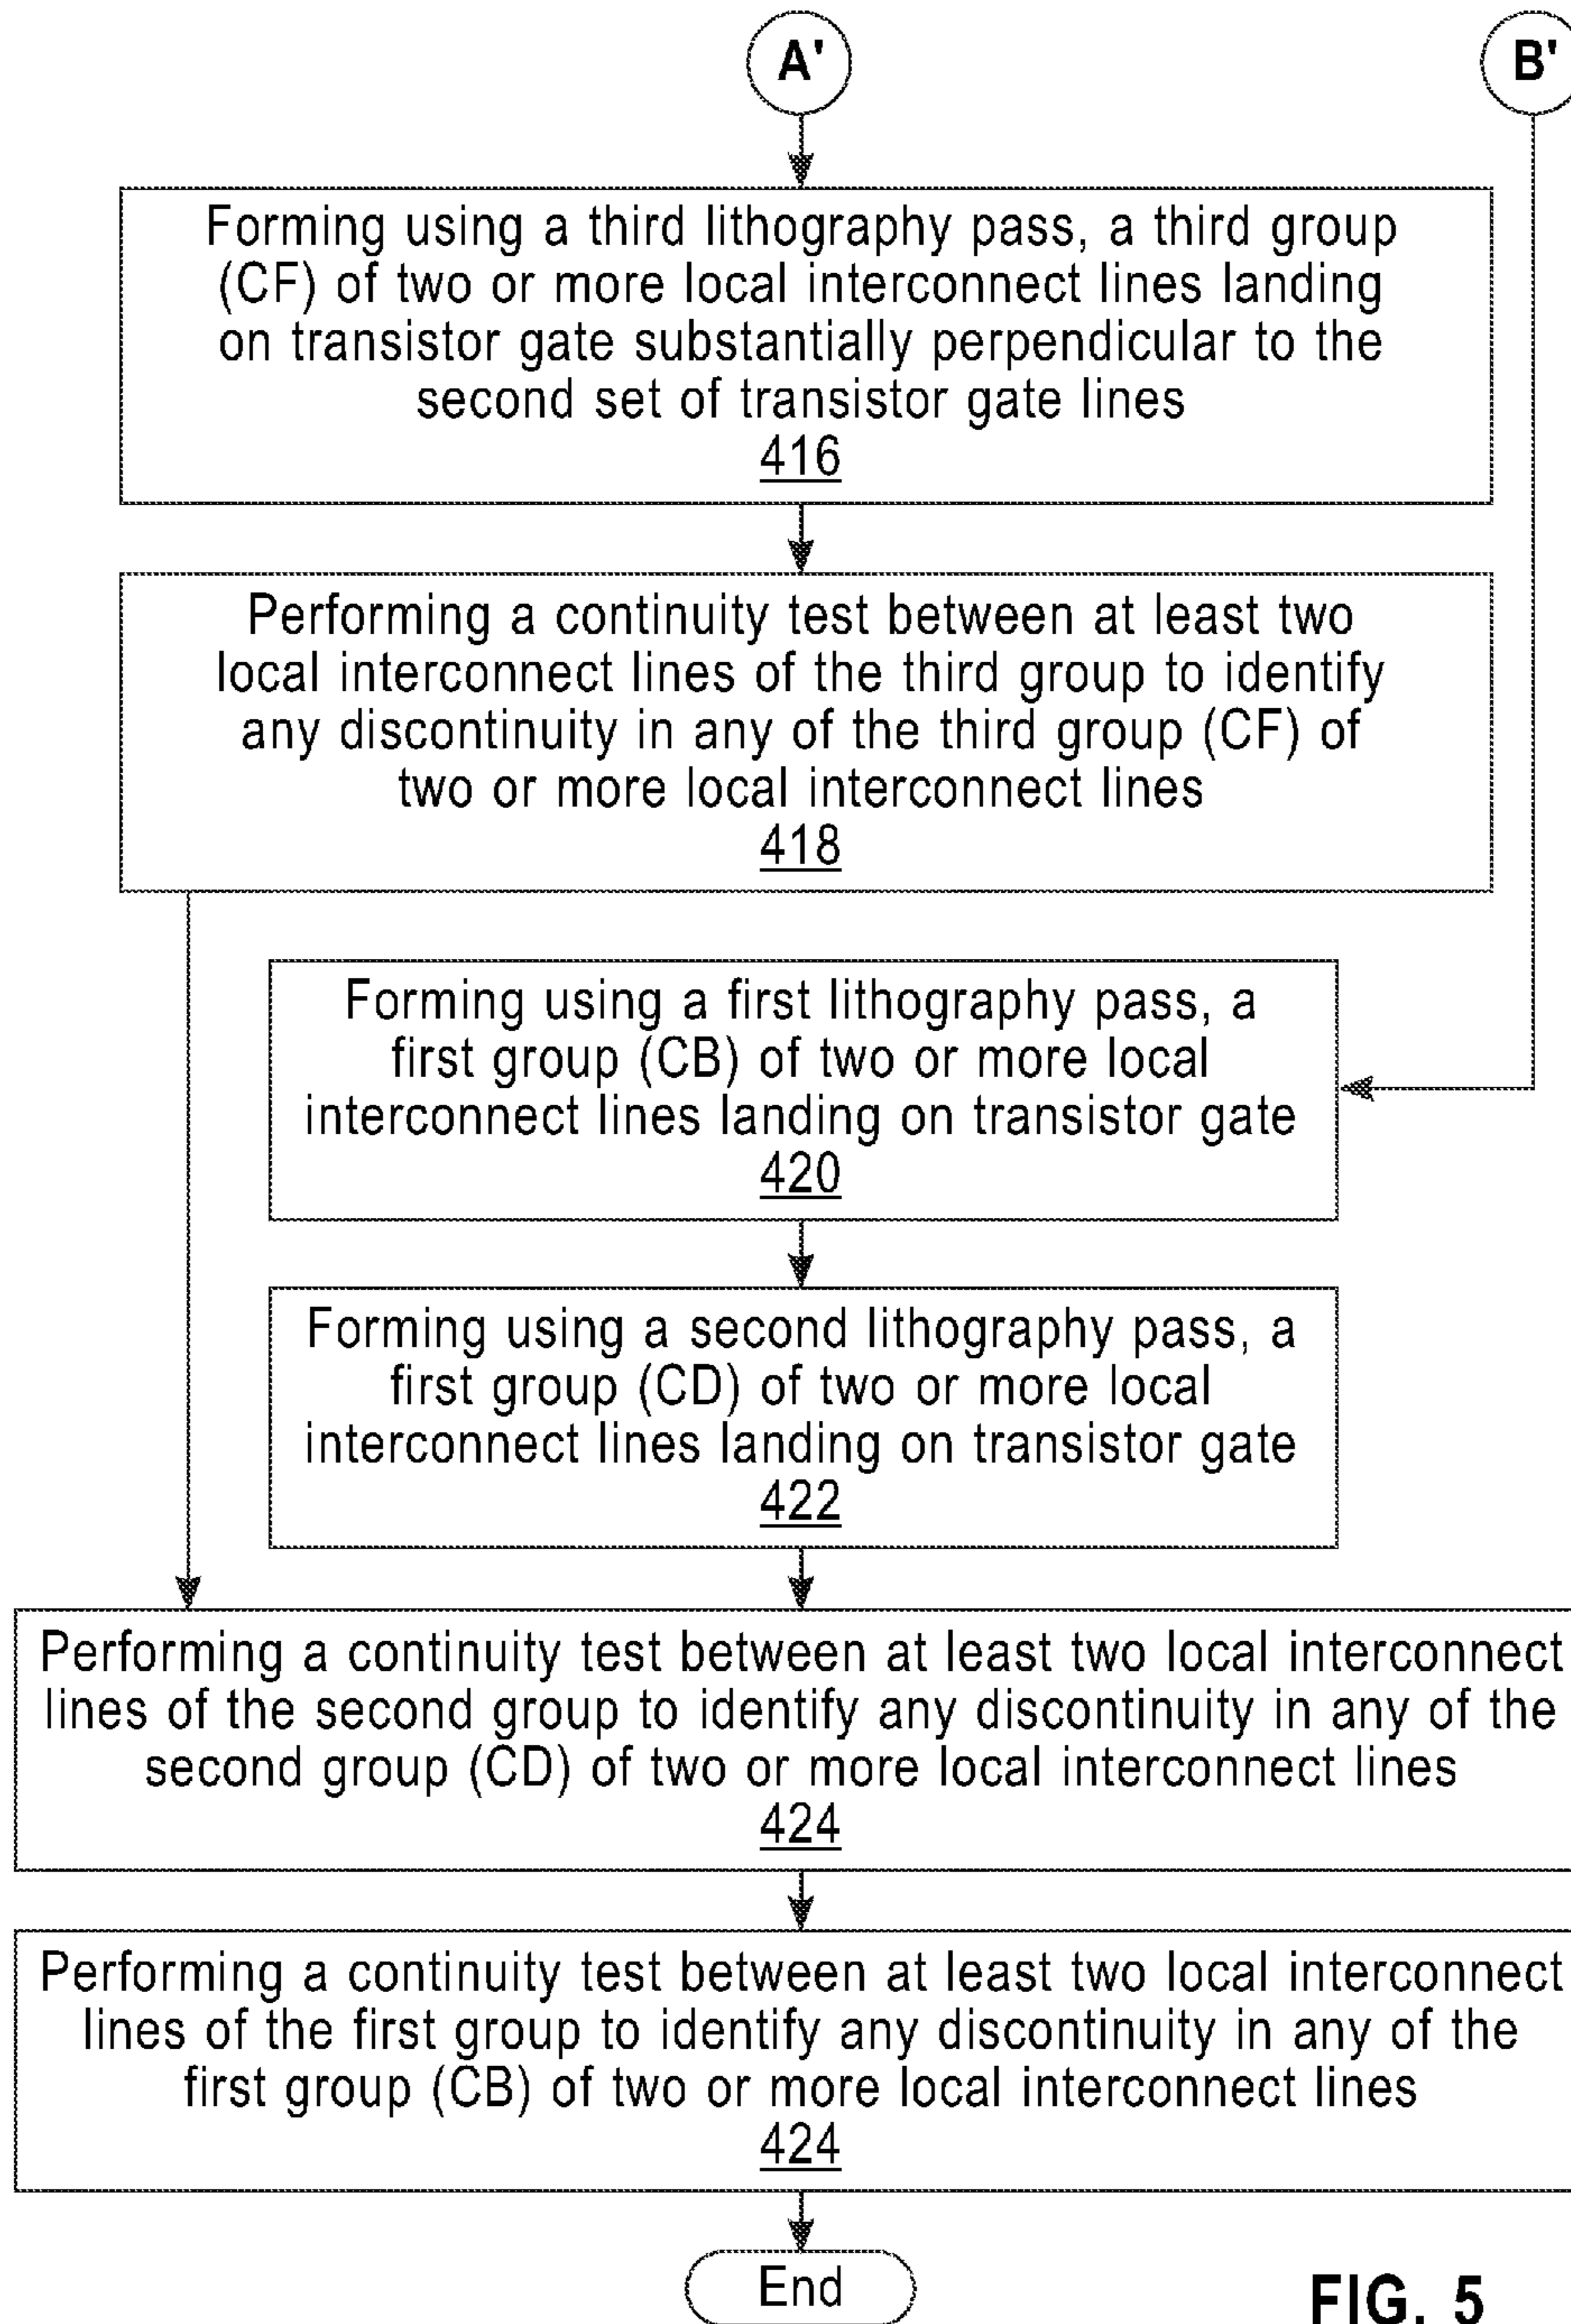 A'
B'
Forming using a third lithography pass, a third group
(CF) of two or more local interconnect lines landing
on transistor gate substantially perpendicular to the
second set of transistor gate lines
416
Performing a continuity test between at least two
local interconnect lines of the third group to identify
any discontinuity in any of the third group (CF) of
two or more local interconnect lines
418
Forming using a first lithography pass, a
first group (CB) of two or more local
interconnect lines landing on transistor gate
420
Forming using a second lithography pass, a
first group (CD) of two or more local
interconnect lines landing on transistor gate
422
Performing a continuity test between at least two local interconnect
lines of the second group to identify any discontinuity in any of the
second group (CD) of two or more local interconnect lines
424
Performing a continuity test between at least two local interconnect
lines of the first group to identify any discontinuity in any of the
first group (CB) of two or more local interconnect lines
424
End
FIG. 5